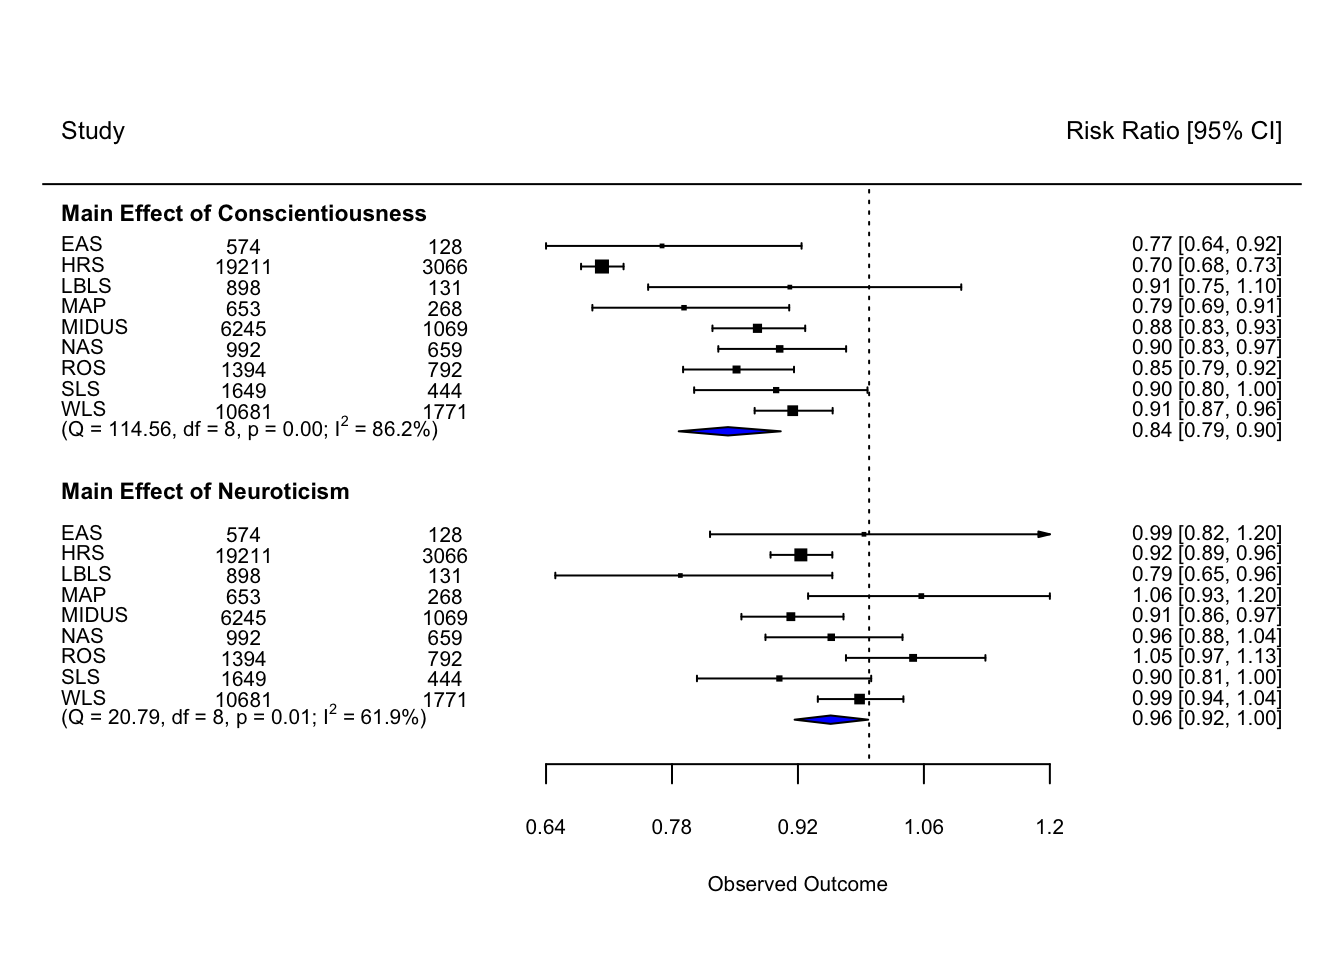 Study Risk Ratio [95% CI]
Main Effect of Conscientiousness
EAS 574 128 0.77 [0.64, 0.92]
HRS 19211 3066 0.70 [0.68, 0.73]
LBLS 898 131 0.91 [0.75, 1.10]
MAP 653 268 0.79 [0.69, 0.91]
MIDUS 6245 1069 0.88 [0.83, 0.93]
NAS 992 659 0.90 [0.83, 0.97]
ROS 1394 792 0.85 [0.79, 0.92]
SLS 1649 444 0.90 [0.80, 1.00]
WLS 10681 1771 0.91 [0.87, 0.96]
(Q = 114.56, df = 8, p = 0.00; I² = 86.2%) 0.84 [0.79, 0.90]
Main Effect of Neuroticism
EAS 574 128 0.99 [0.82, 1.20]
HRS 19211 3066 0.92 [0.89, 0.96]
LBLS 898 131 0.79 [0.65, 0.96]
MAP 653 268 1.06 [0.93, 1.20]
MIDUS 6245 1069 0.91 [0.86, 0.97]
NAS 992 659 0.96 [0.88, 1.04]
ROS 1394 792 1.05 [0.97, 1.13]
SLS 1649 444 0.90 [0.81, 1.00]
WLS 10681 1771 0.99 [0.94, 1.04]
(Q = 20.79, df = 8, p = 0.01; I² = 61.9%) 0.96 [0.92, 1.00]
0.64 0.78 0.92 1.06 1.2
Observed Outcome